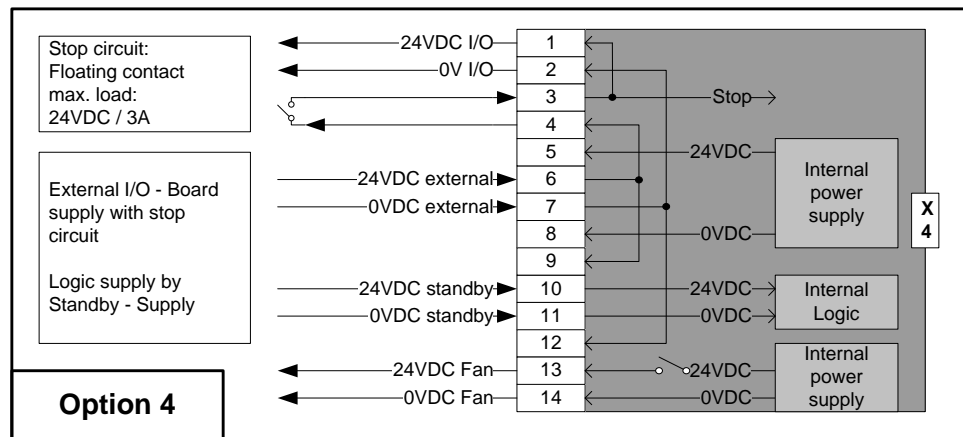 Stop circuit:
Floating contact
max. load:
24VDC / 3A
External I/O - Board
supply with stop
circuit
Logic supply by
Standby - Supply
Option 4
24VDC I/O
0V I/O
24VDC external
0VDC external
24VDC standby
0VDC standby
24VDC Fan
0VDC Fan
1
2
3
4
5
6
7
8
9
10
11
12
13
14
Stop
24VDC
0VDC
24VDC
0VDC
24VDC
0VDC
Internal
power
supply
Internal
Logic
Internal
power
supply
X
4